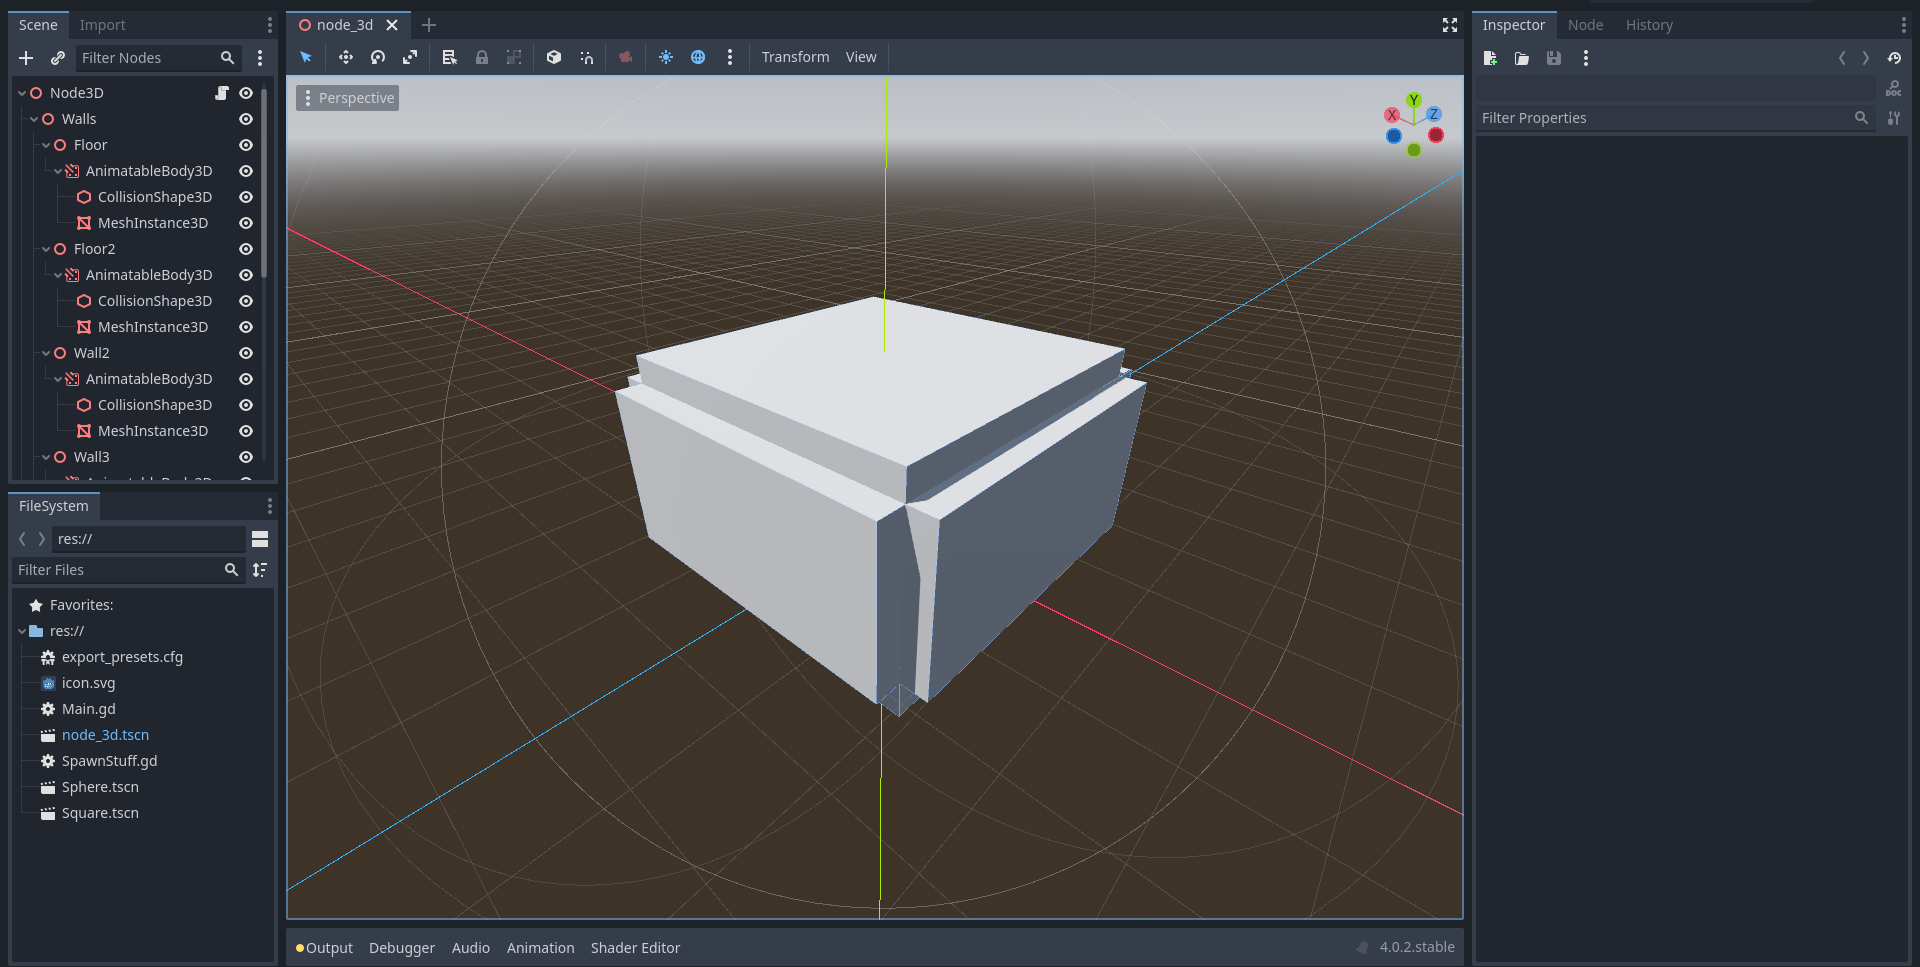 Scene
Import
Filter Nodes
Node3D
Walls
Floor
AnimatableBody3D
CollisionShape3D
MeshInstance3D
Floor2
AnimatableBody3D
CollisionShape3D
MeshInstance3D
Wall2
AnimatableBody3D
CollisionShape3D
MeshInstance3D
Wall3
AnimatableBody3D
FileSystem
res://
Filter Files
Favorites:
res://
export_presets.cfg
icon.svg
Main.gd
node_3d.tscn
SpawnStuff.gd
Sphere.tscn
Square.tscn
node_3d
Transform View
Perspective
Y
X
Z
Output Debugger Audio Animation Shader Editor
4.0.2.stable
Inspector Node History
DOC
Filter Properties